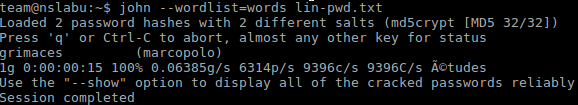 team@nslabu:~$ john --wordlist=words lin-pwd.txt
Loaded 2 password hashes with 2 different salts (md5crypt [MD5 32/32])
Press 'q' or Ctrl-C to abort, almost any other key for status
grimaces         (marcopolo)
1g 0:00:00:15 100% 0.06385g/s 6314p/s 9396c/s 9396C/s Ã©tudes
Use the "--show" option to display all of the cracked passwords reliably
Session completed